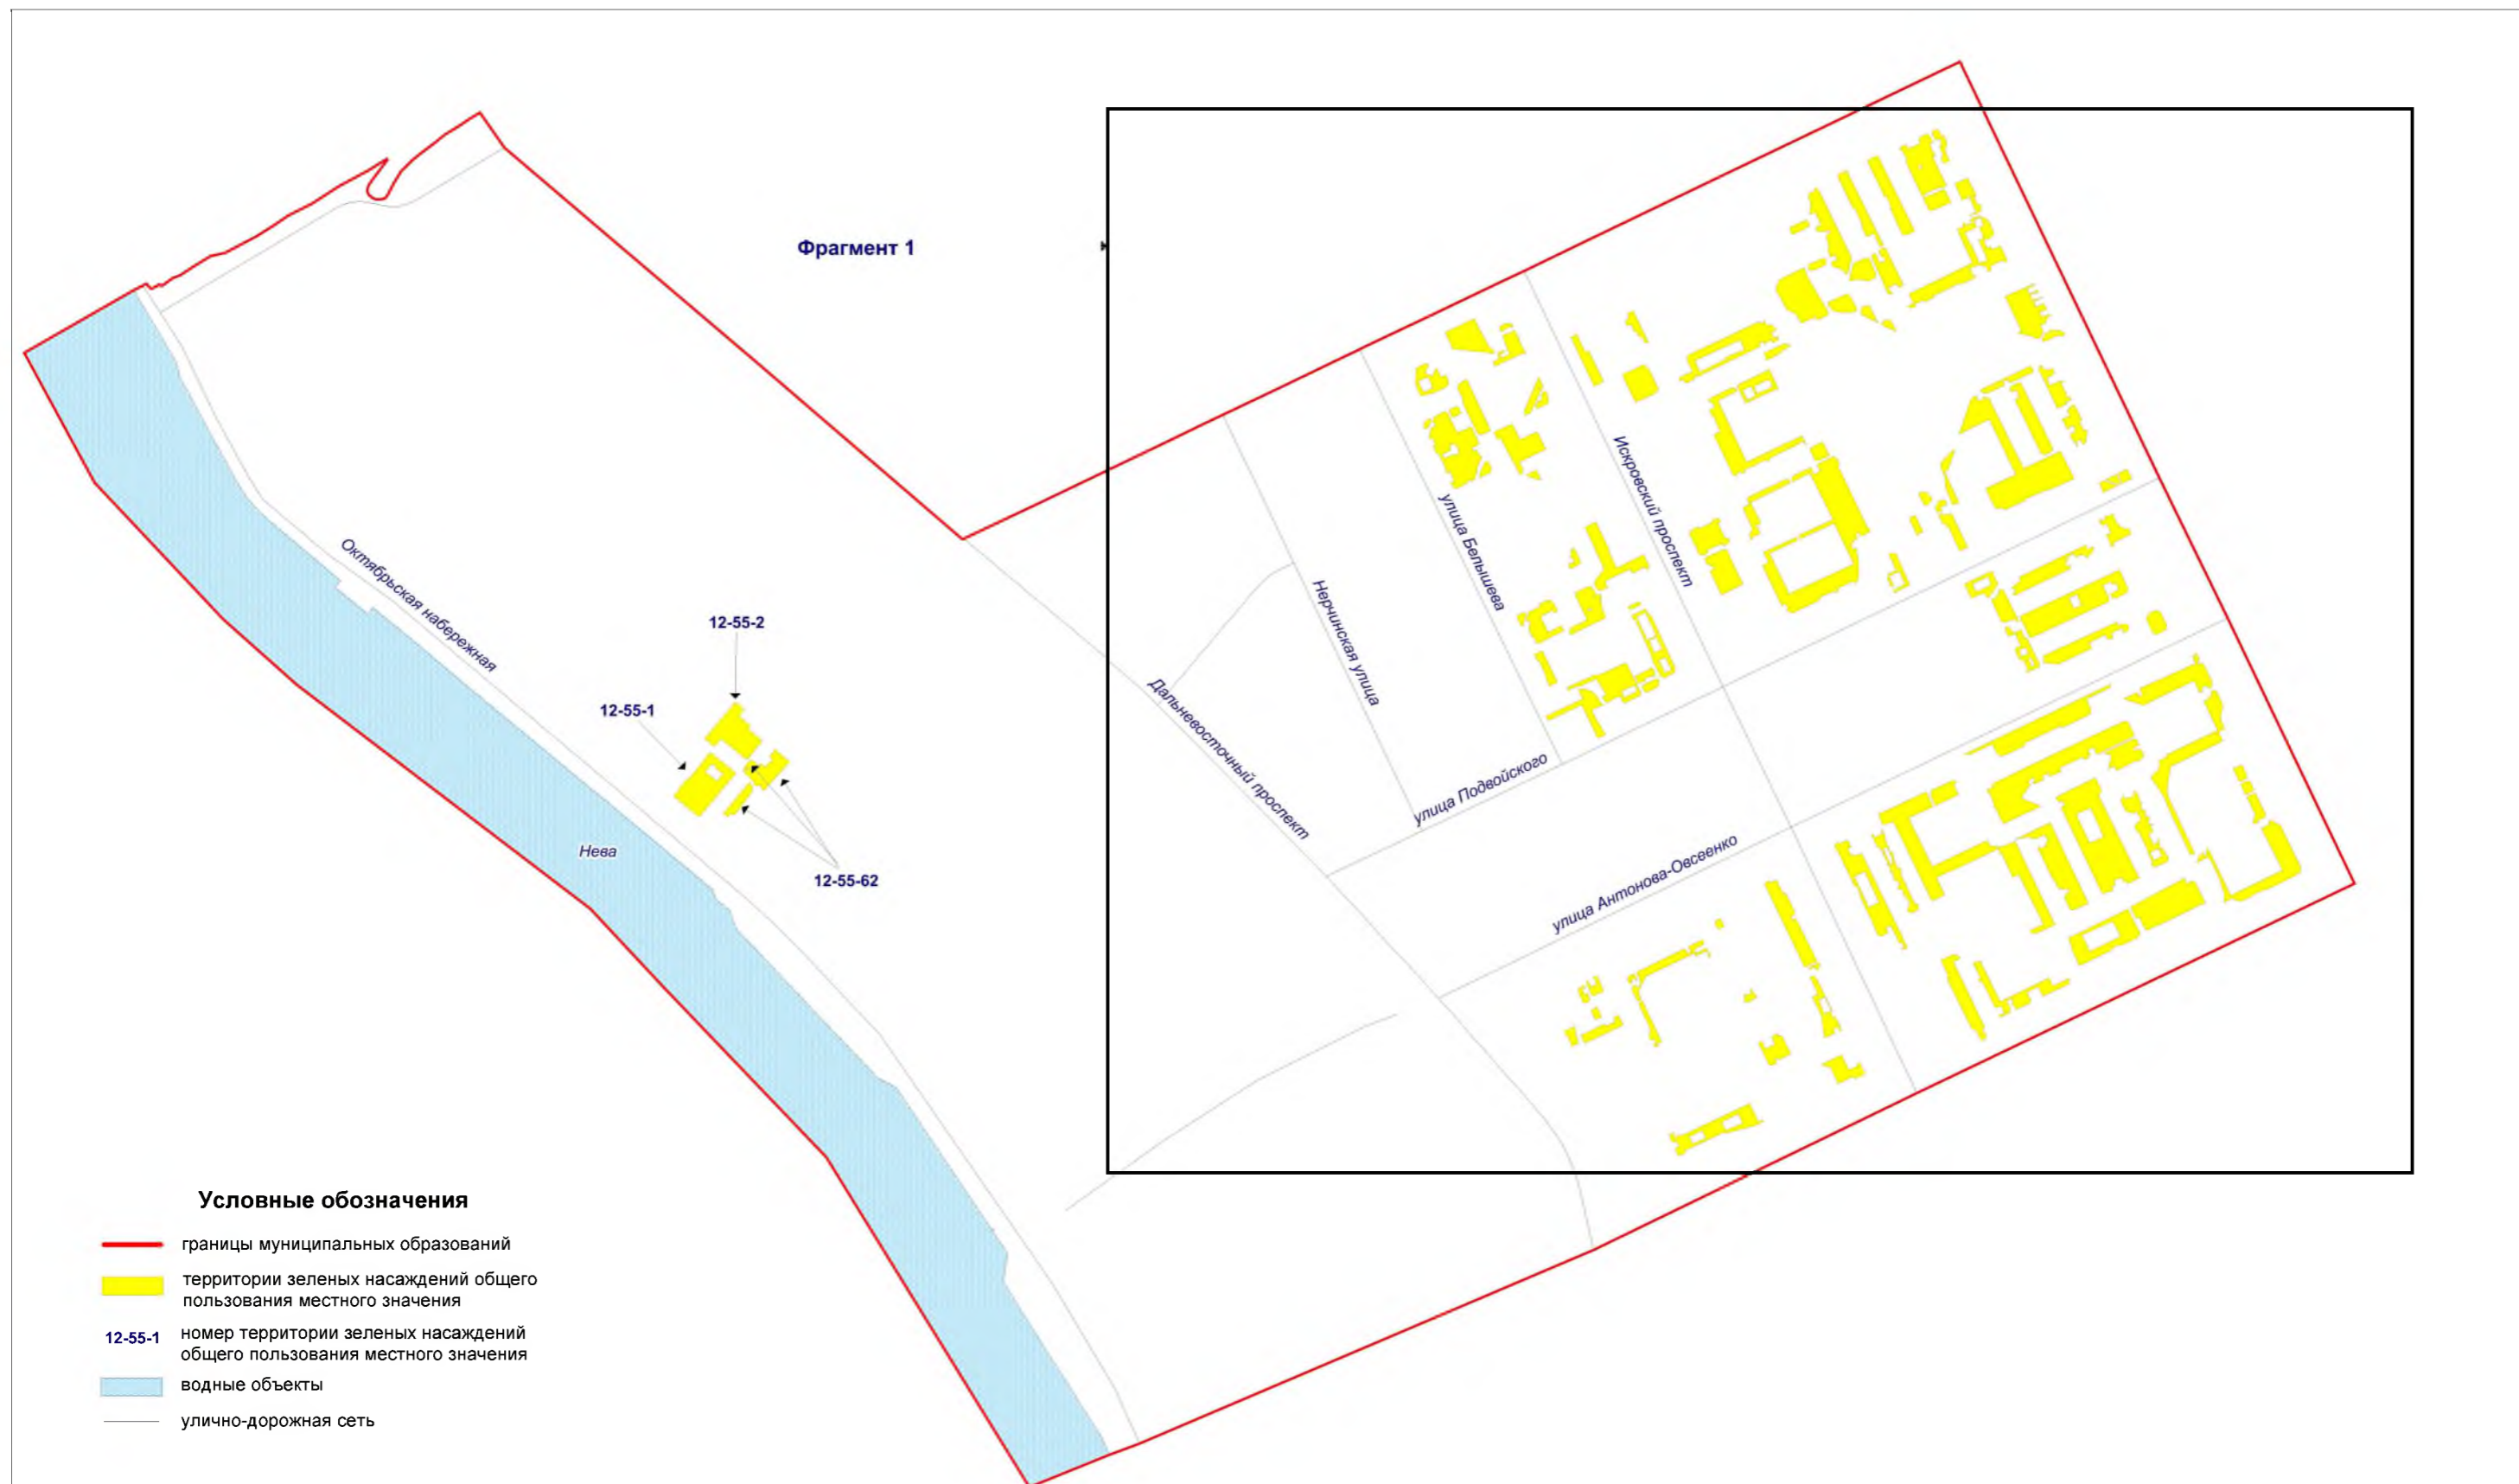 Фрагмент 1
Искровский проспект
улица Белышева
Нерчинская улица
Октябрьская набережная
12-55-2
12-55-1
Дальневосточный проспект
улица Подвойского
Нева
12-55-62
улица Антонова-Овсеенко
Условные обозначения
границы муниципальных образований
территории зеленых насаждений общего
пользования местного значения
12-55-1 номер территории зеленых насаждений
общего пользования местного значения
водные объекты
улично-дорожная сеть